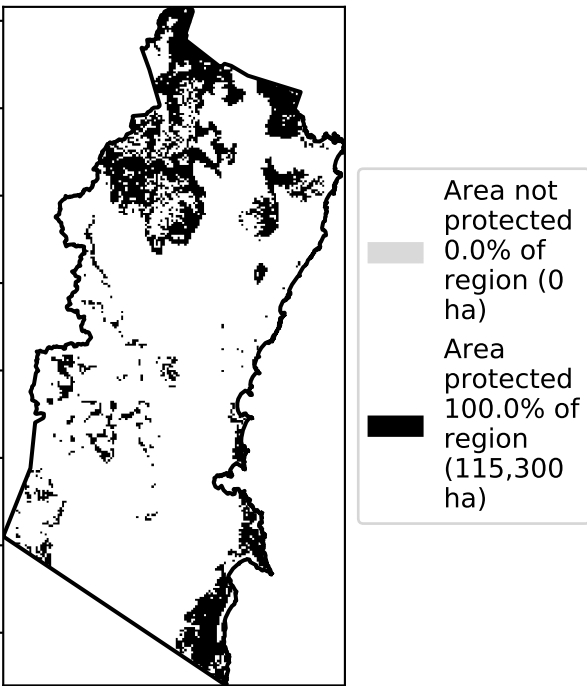 Area not
protected
0.0% of
region (0
ha)
Area
protected
100.0% of
region
(115,300
ha)